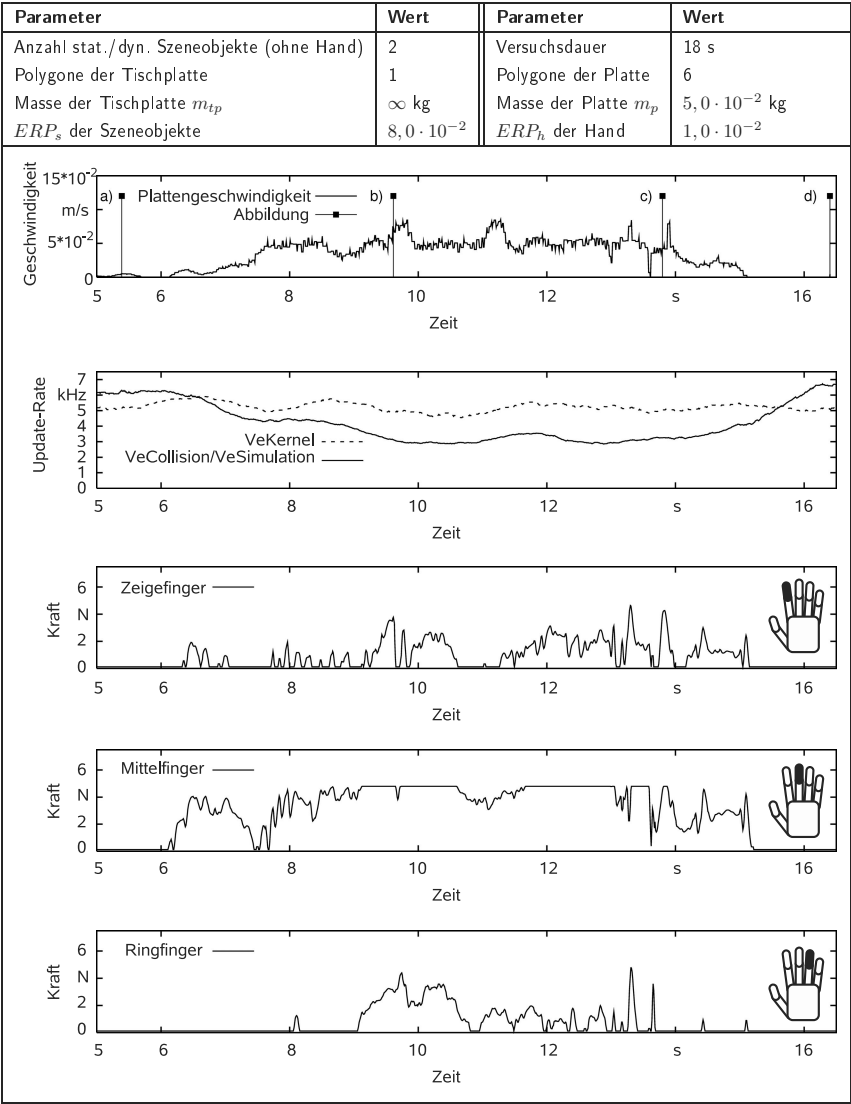 Parameter Wert Parameter Wert
Anzahl stat./dyn. Szeneobjekte (ohne Hand) 2 Versuchsdauer 18 s
Polygone der Tischplatte 1 Polygone der Platte 6
Masse der Tischplatte m_tp ∞ kg Masse der Platte m_p 5,0 · 10⁻² kg
ERP_s der Szeneobjekte 8,0 · 10⁻² ERP_h der Hand 1,0 · 10⁻²
Geschwindigkeit
15*10⁻²
m/s
5*10⁻²
0
a) Plattengeschwindigkeit b) c) d)
Abbildung
5 6 8 10 12 s 16
Zeit
Update-Rate
7
kHz
5
4
3
2
1
0
VeKernel
VeCollision/VeSimulation
5 6 8 10 12 s 16
Zeit
Kraft
6
N
2
0
Zeigefinger
5 6 8 10 12 s 16
Zeit
Kraft
6
N
2
0
Mittelfinger
5 6 8 10 12 s 16
Zeit
Kraft
6
N
2
0
Ringfinger
5 6 8 10 12 s 16
Zeit